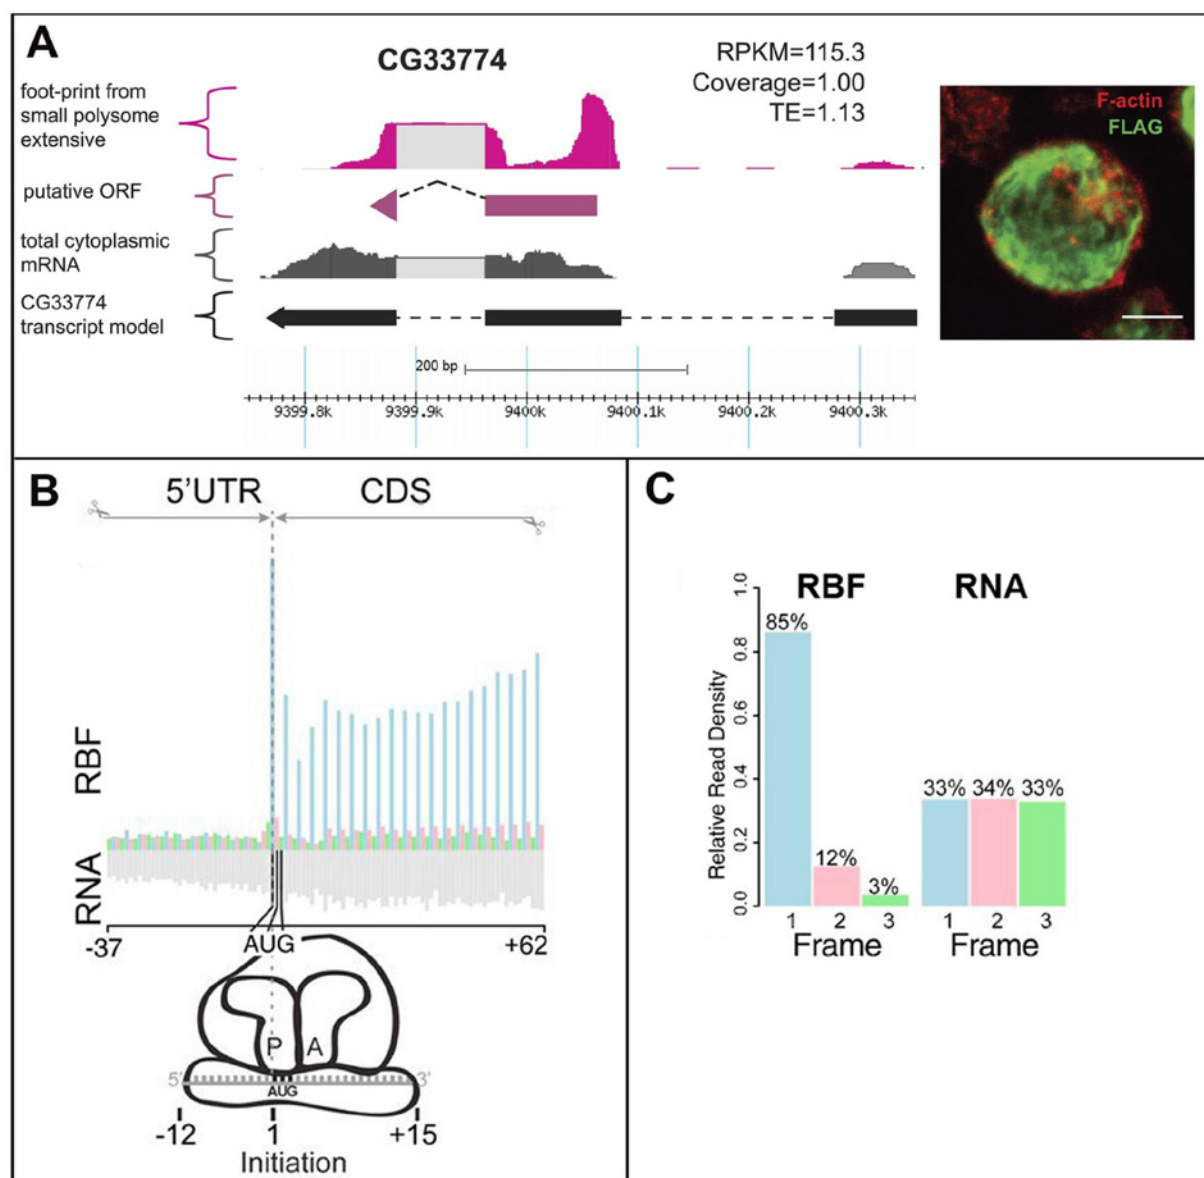 A
CG33774
RPKM=115.3
Coverage=1.00
TE=1.13
foot-print from
small polysome
extensive
putative ORF
total cytoplasmic
mRNA
CG33774
transcript model
F-actin
FLAG
200 bp
9399.8k 9399.9k 9400k 9400.1k 9400.2k 9400.3k
B
5'UTR CDS
RBF
RNA
-37 AUG +62
P A
5' 3'
AUG
-12 1 +15
Initiation
C
RBF RNA
Relative Read Density
1.0
0.8
0.6
0.4
0.2
0.0
85%
12%
3%
33% 34% 33%
1 2 3 1 2 3
Frame Frame